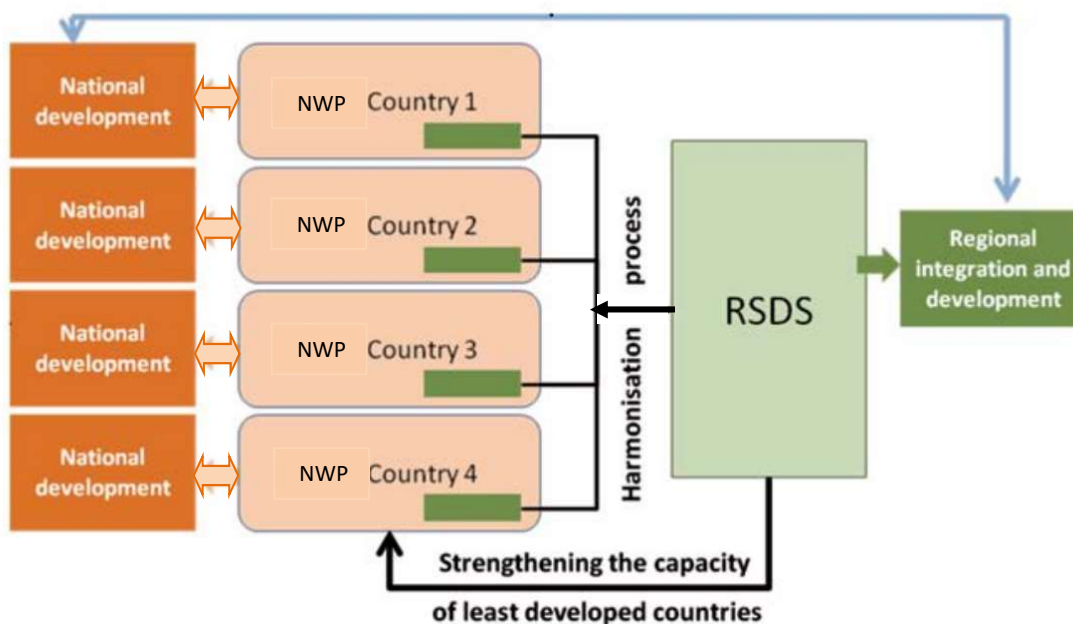 National
development
NWP Country 1
National
development
NWP Country 2
National
development
NWP Country 3
National
development
NWP Country 4
Harmonisation process
RSDS
Regional
integration and
development
Strengthening the capacity
of least developed countries